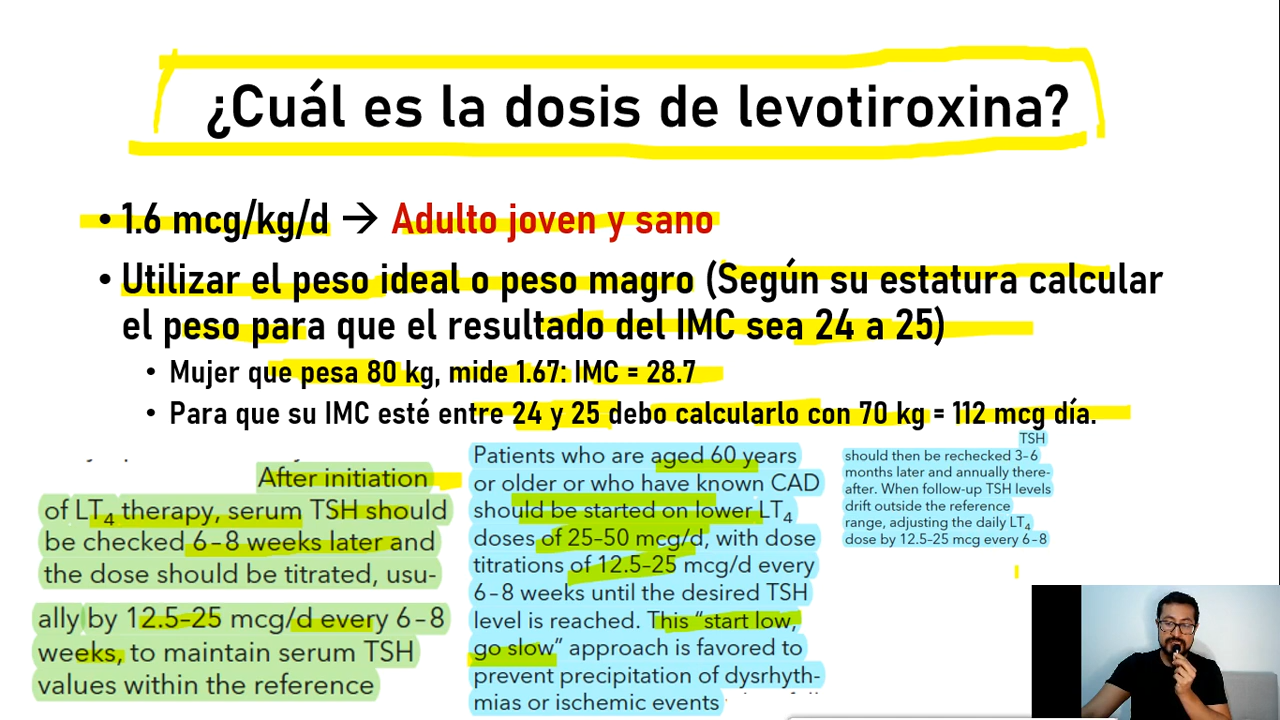 ¿Cuál es la dosis de levotiroxina?
• 1.6 mcg/kg/d → Adulto joven y sano
• Utilizar el peso ideal o peso magro (Según su estatura calcular
el peso para que el resultado del IMC sea 24 a 25)
• Mujer que pesa 80 kg, mide 1.67: IMC = 28.7
• Para que su IMC esté entre 24 y 25 debo calcularlo con 70 kg = 112 mcg día.
After initiation
of LT4 therapy, serum TSH should
be checked 6–8 weeks later and
the dose should be titrated, usu-
ally by 12.5–25 mcg/d every 6–8
weeks, to maintain serum TSH
values within the reference
Patients who are aged 60 years
or older or who have known CAD
should be started on lower LT4
doses of 25–50 mcg/d, with dose
titrations of 12.5–25 mcg/d every
6–8 weeks until the desired TSH
level is reached. This “start low,
go slow” approach is favored to
prevent precipitation of dysrhyth-
mias or ischemic events
TSH
should then be rechecked 3–6
months later and annually there-
after. When follow-up TSH levels
drift outside the reference
range, adjusting the daily LT4
dose by 12.5–25 mcg every 6–8